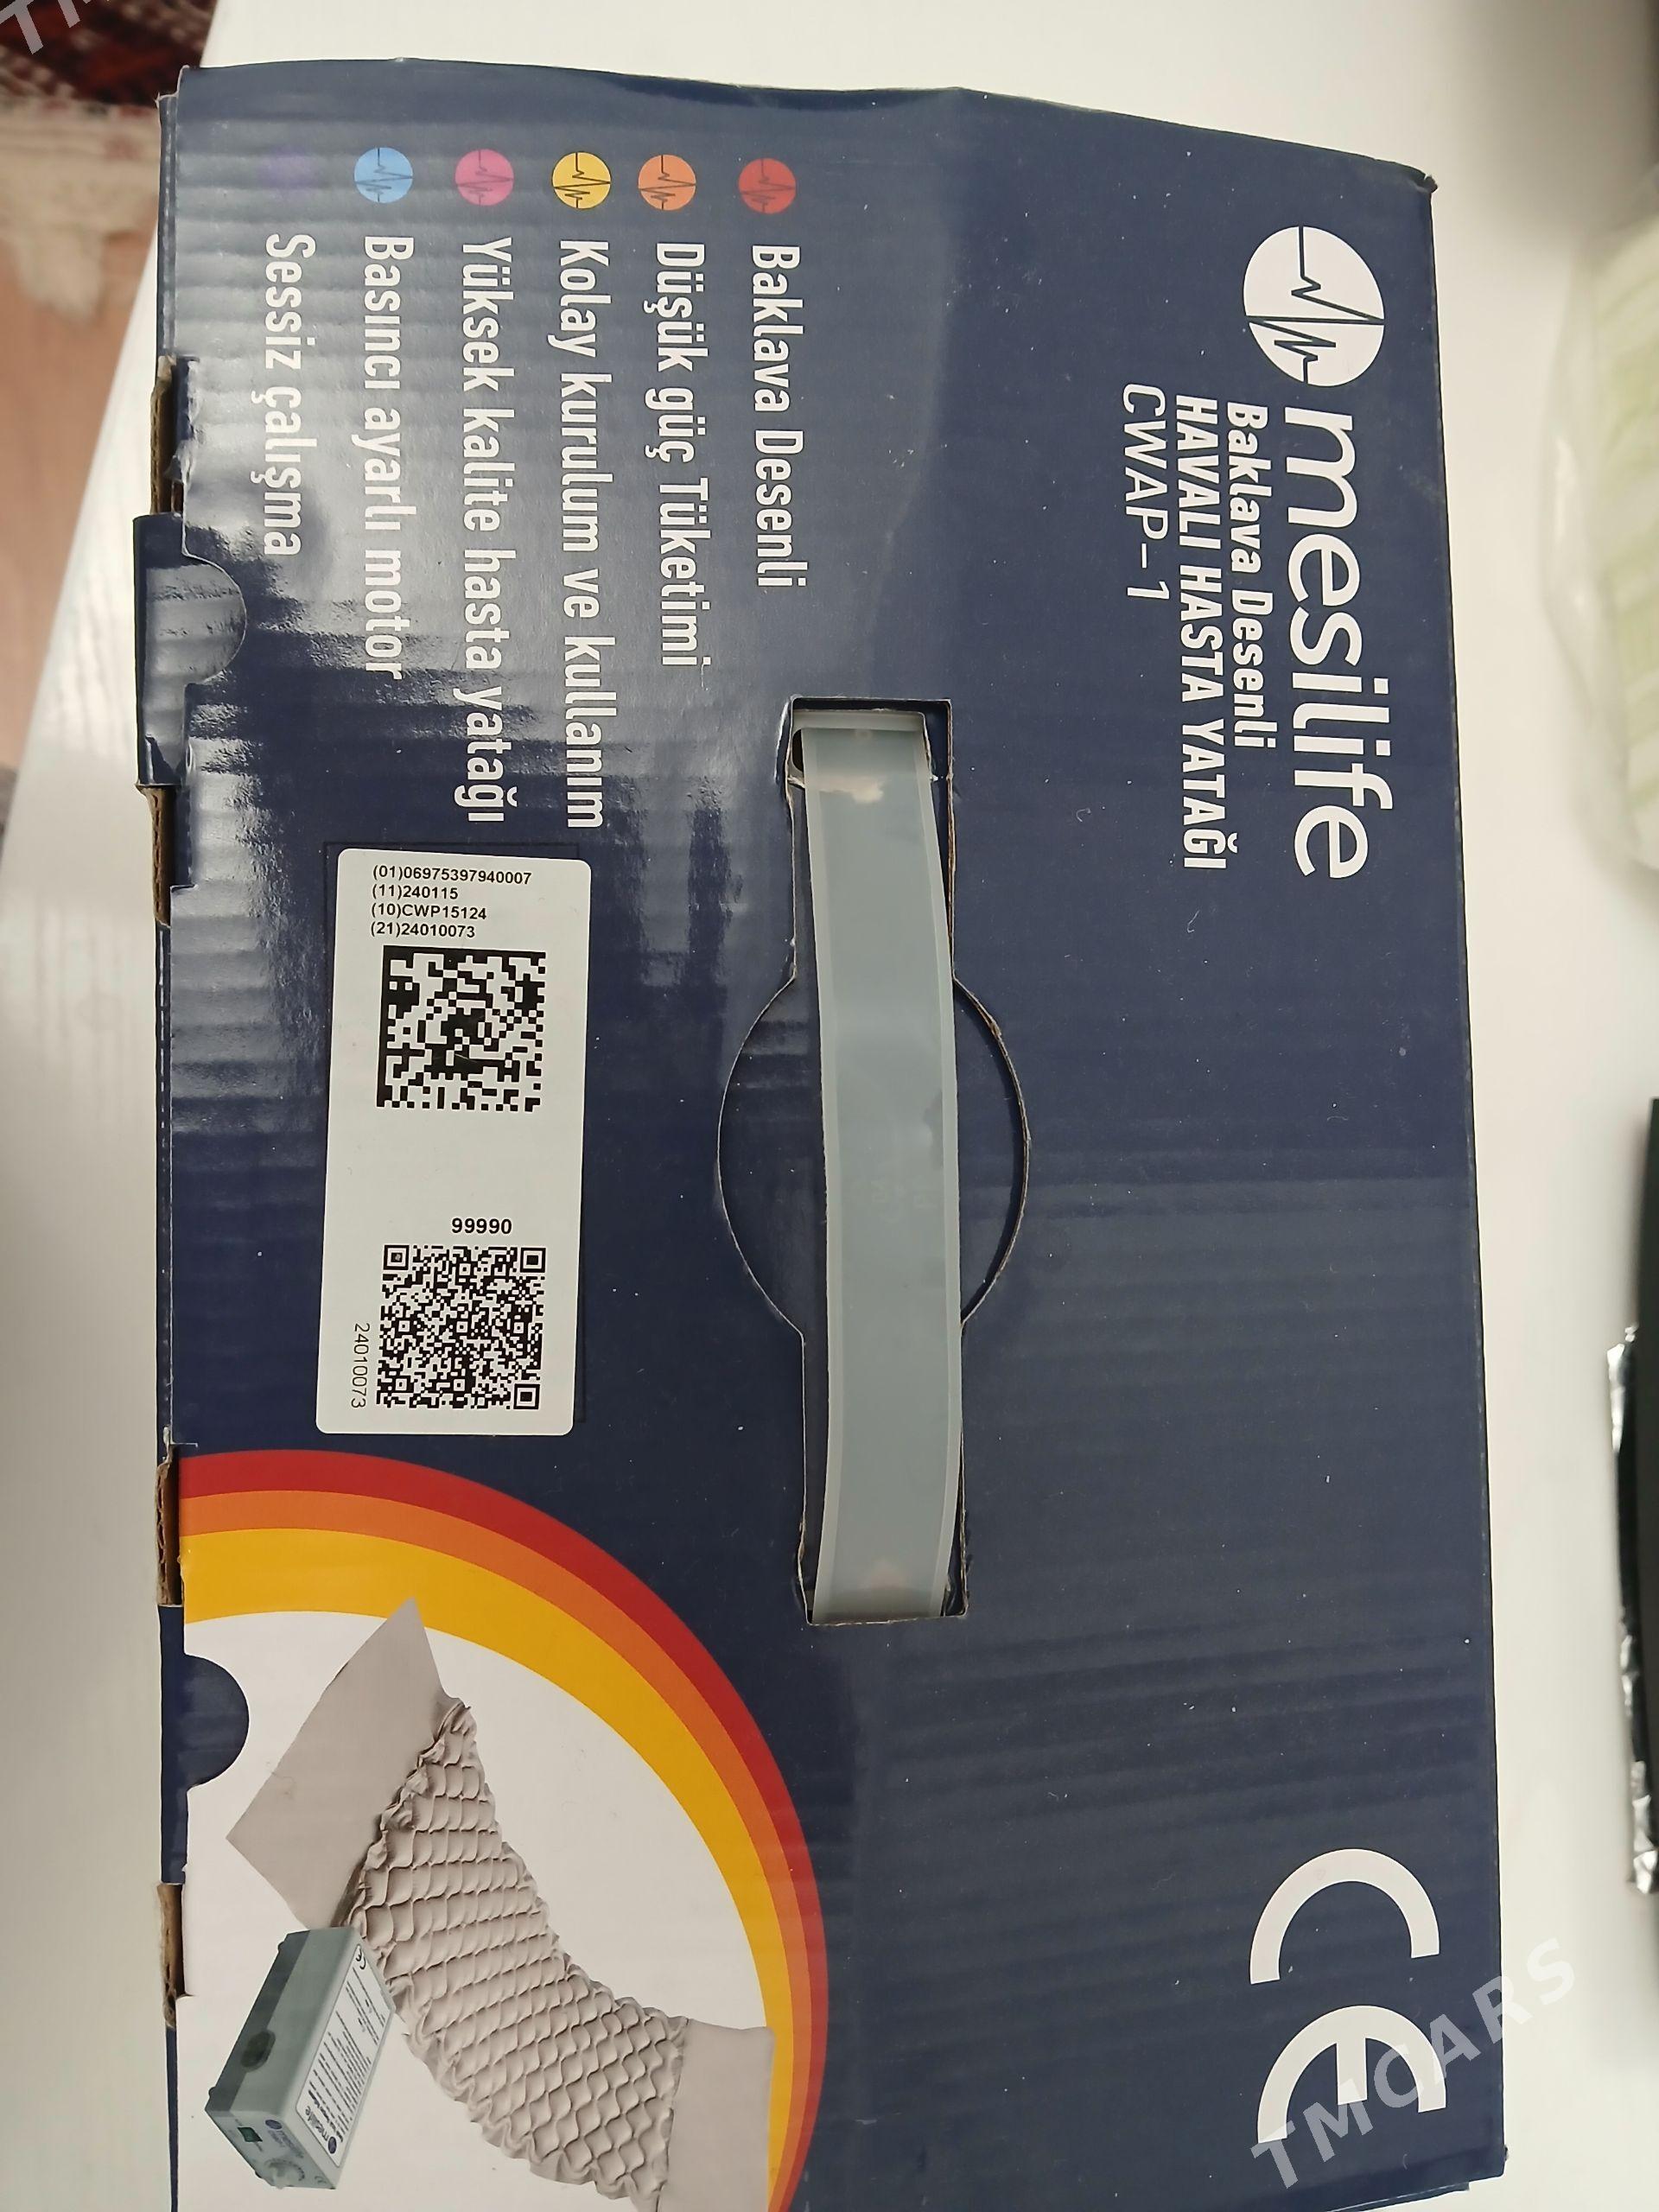 mesilife
Baklava Desenli
HAVALI HASTA YATAĞI
CWAP-1
CE
Baklava Desenli
Düşük güç Tüketimi
Kolay kurulum ve kullanım
Yüksek kalite hasta yatağı
Basıncı ayarlı motor
Sessiz çalışma
(01)06975397940007
(11)240115
(10)CWP15124
(21)24010073
99990
24010073
mesilife
TMCARS